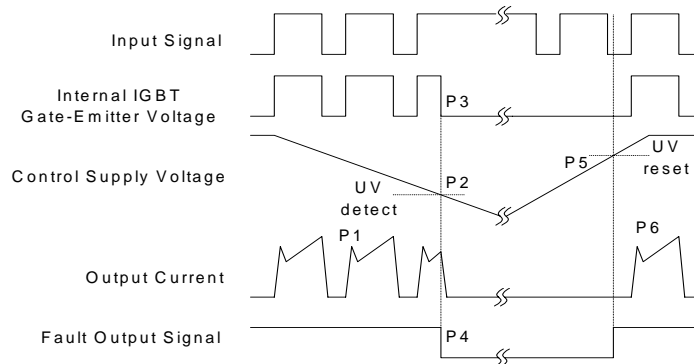 Input Signal
Internal IGBT
Gate-Emitter Voltage
P3
Control Supply Voltage
UV
detect
P2
P5
UV
reset
P1
P6
Output Current
Fault Output Signal
P4